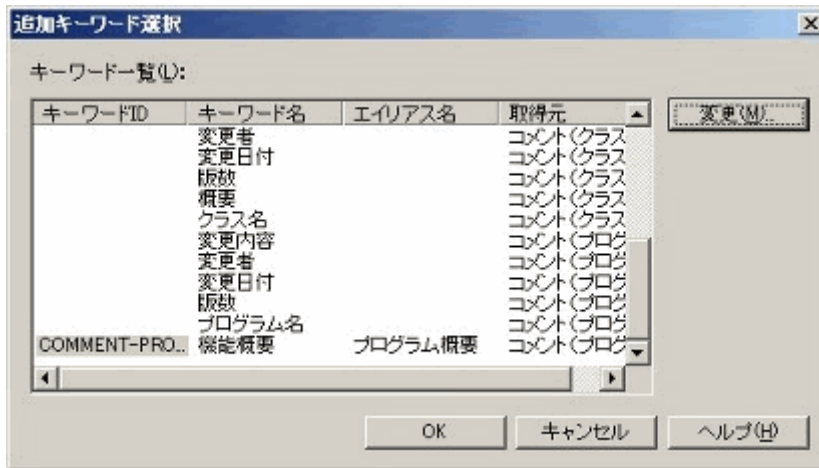 追加キーワード選択
キーワード一覧(L):
キーワードID キーワード名 エイリアス名 取得元
変更(M)...
変更者 コメント(クラス
変更日付 コメント(クラス
版数 コメント(クラス
概要 コメント(クラス
クラス名 コメント(クラス
変更内容 コメント(プログ
変更者 コメント(プログ
変更日付 コメント(プログ
版数 コメント(プログ
プログラム名 コメント(プログ
COMMENT-PRO... 機能概要 プログラム概要 コメント(プログ
OK キャンセル ヘルプ(H)